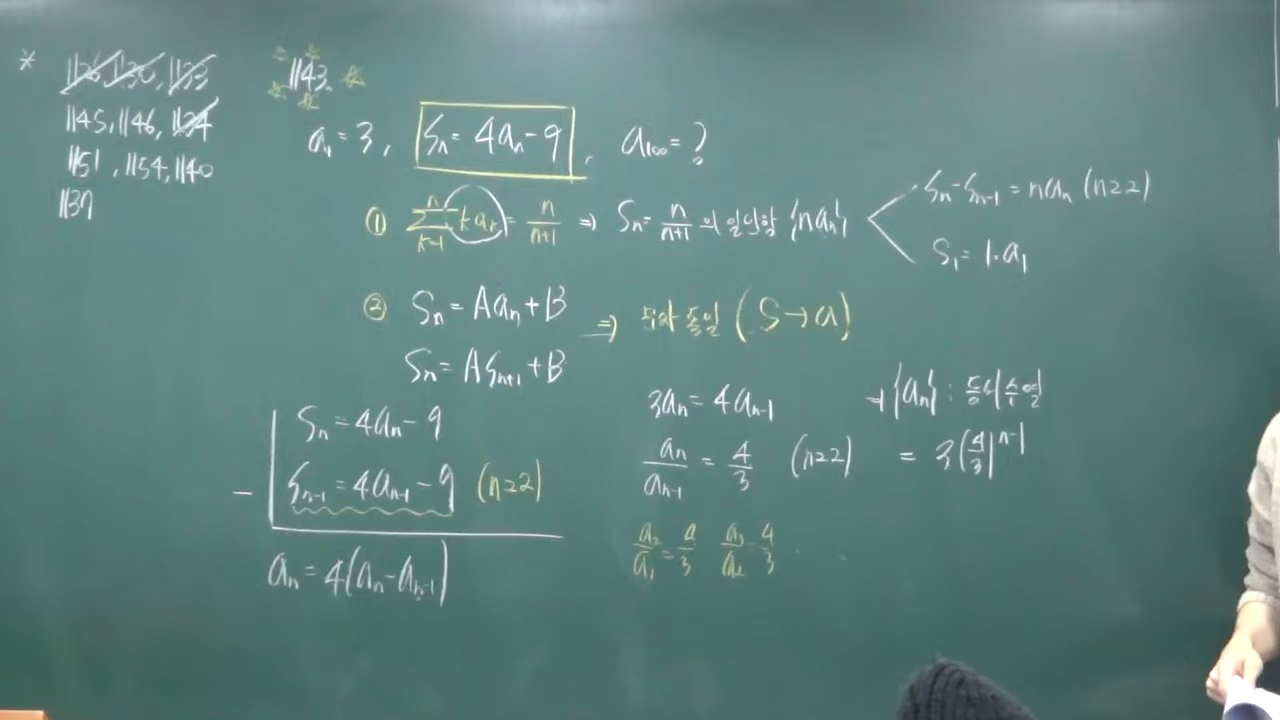 * 1126, 1130, 1133
1145, 1146, 1134
1151, 1154, 1140
1137
1143.
a₁ = 3, Sₙ = 4aₙ - 9, a₁₀₀ = ?
① ∑_{k=1}^{n} k aₖ = n/(n+1) ⇒ Sₙ = n/(n+1) 의 일반항 {naₙ}
Sₙ - Sₙ₋₁ = naₙ (n≥2)
S₁ = 1·a₁
② Sₙ = Aaₙ + B
Sₙ = ASₙ₊₁ + B
⇒ 통일 (S → a)
Sₙ = 4aₙ - 9
- Sₙ₋₁ = 4aₙ₋₁ - 9 (n≥2)
aₙ = 4(aₙ - aₙ₋₁)
3aₙ = 4aₙ₋₁
aₙ/aₙ₋₁ = 4/3 (n≥2)
a₂/a₁ = 4/3 a₃/a₂ = 4/3 · ·
⇒ {aₙ} : 등비수열
= 3(4/3)ⁿ⁻¹